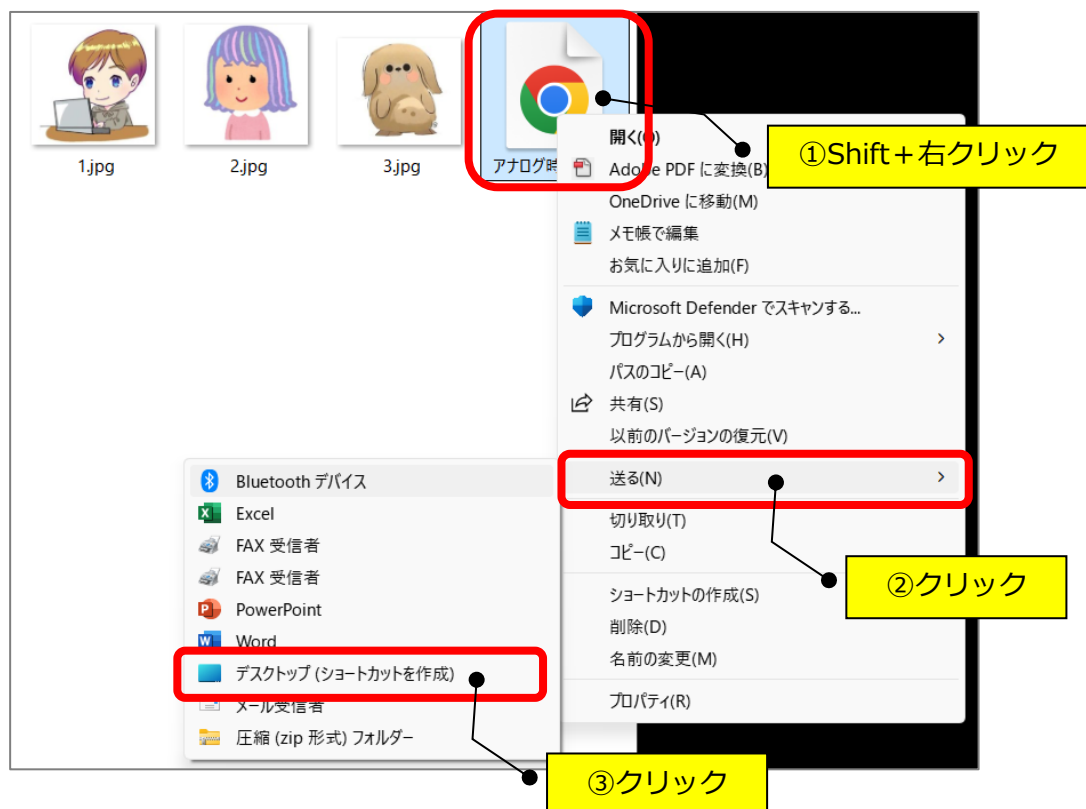 1.jpg
2.jpg
3.jpg
アナログ時
①Shift+右クリック
開く(O)
Adobe PDF に変換(B)
OneDrive に移動(M)
メモ帳で編集
お気に入りに追加(F)
Microsoft Defender でスキャンする...
プログラムから開く(H)
パスのコピー(A)
共有(S)
以前のバージョンの復元(V)
送る(N)
切り取り(T)
コピー(C)
②クリック
ショートカットの作成(S)
削除(D)
名前の変更(M)
プロパティ(R)
Bluetooth デバイス
Excel
FAX 受信者
FAX 受信者
PowerPoint
Word
デスクトップ (ショートカットを作成)
メール受信者
圧縮 (zip 形式) フォルダー
③クリック